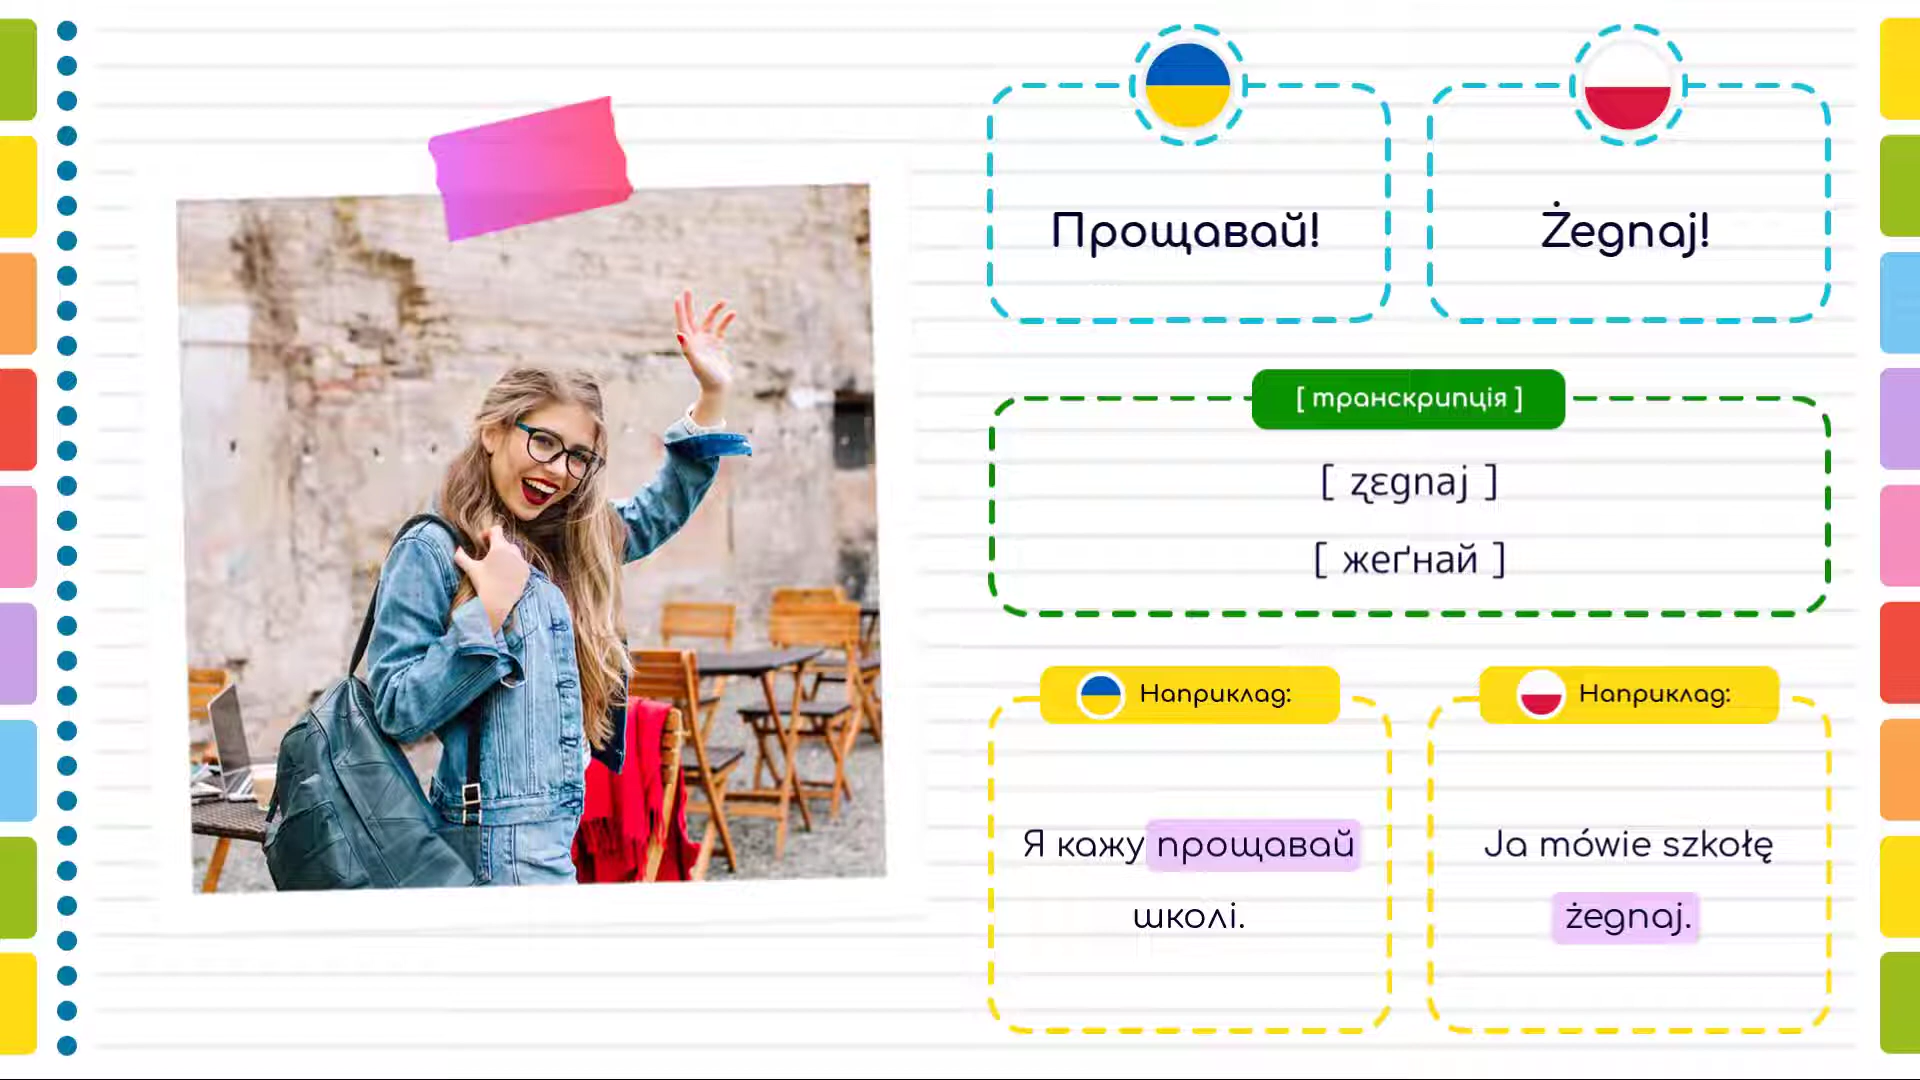 Прощавай!
Żegnaj!
[ транскрипція ]
[ ʐɛgnaj ]
[ жеґнай ]
Наприклад:
Я кажу прощавай
школі.
Наприклад:
Ja mówie szkołę
żegnaj.